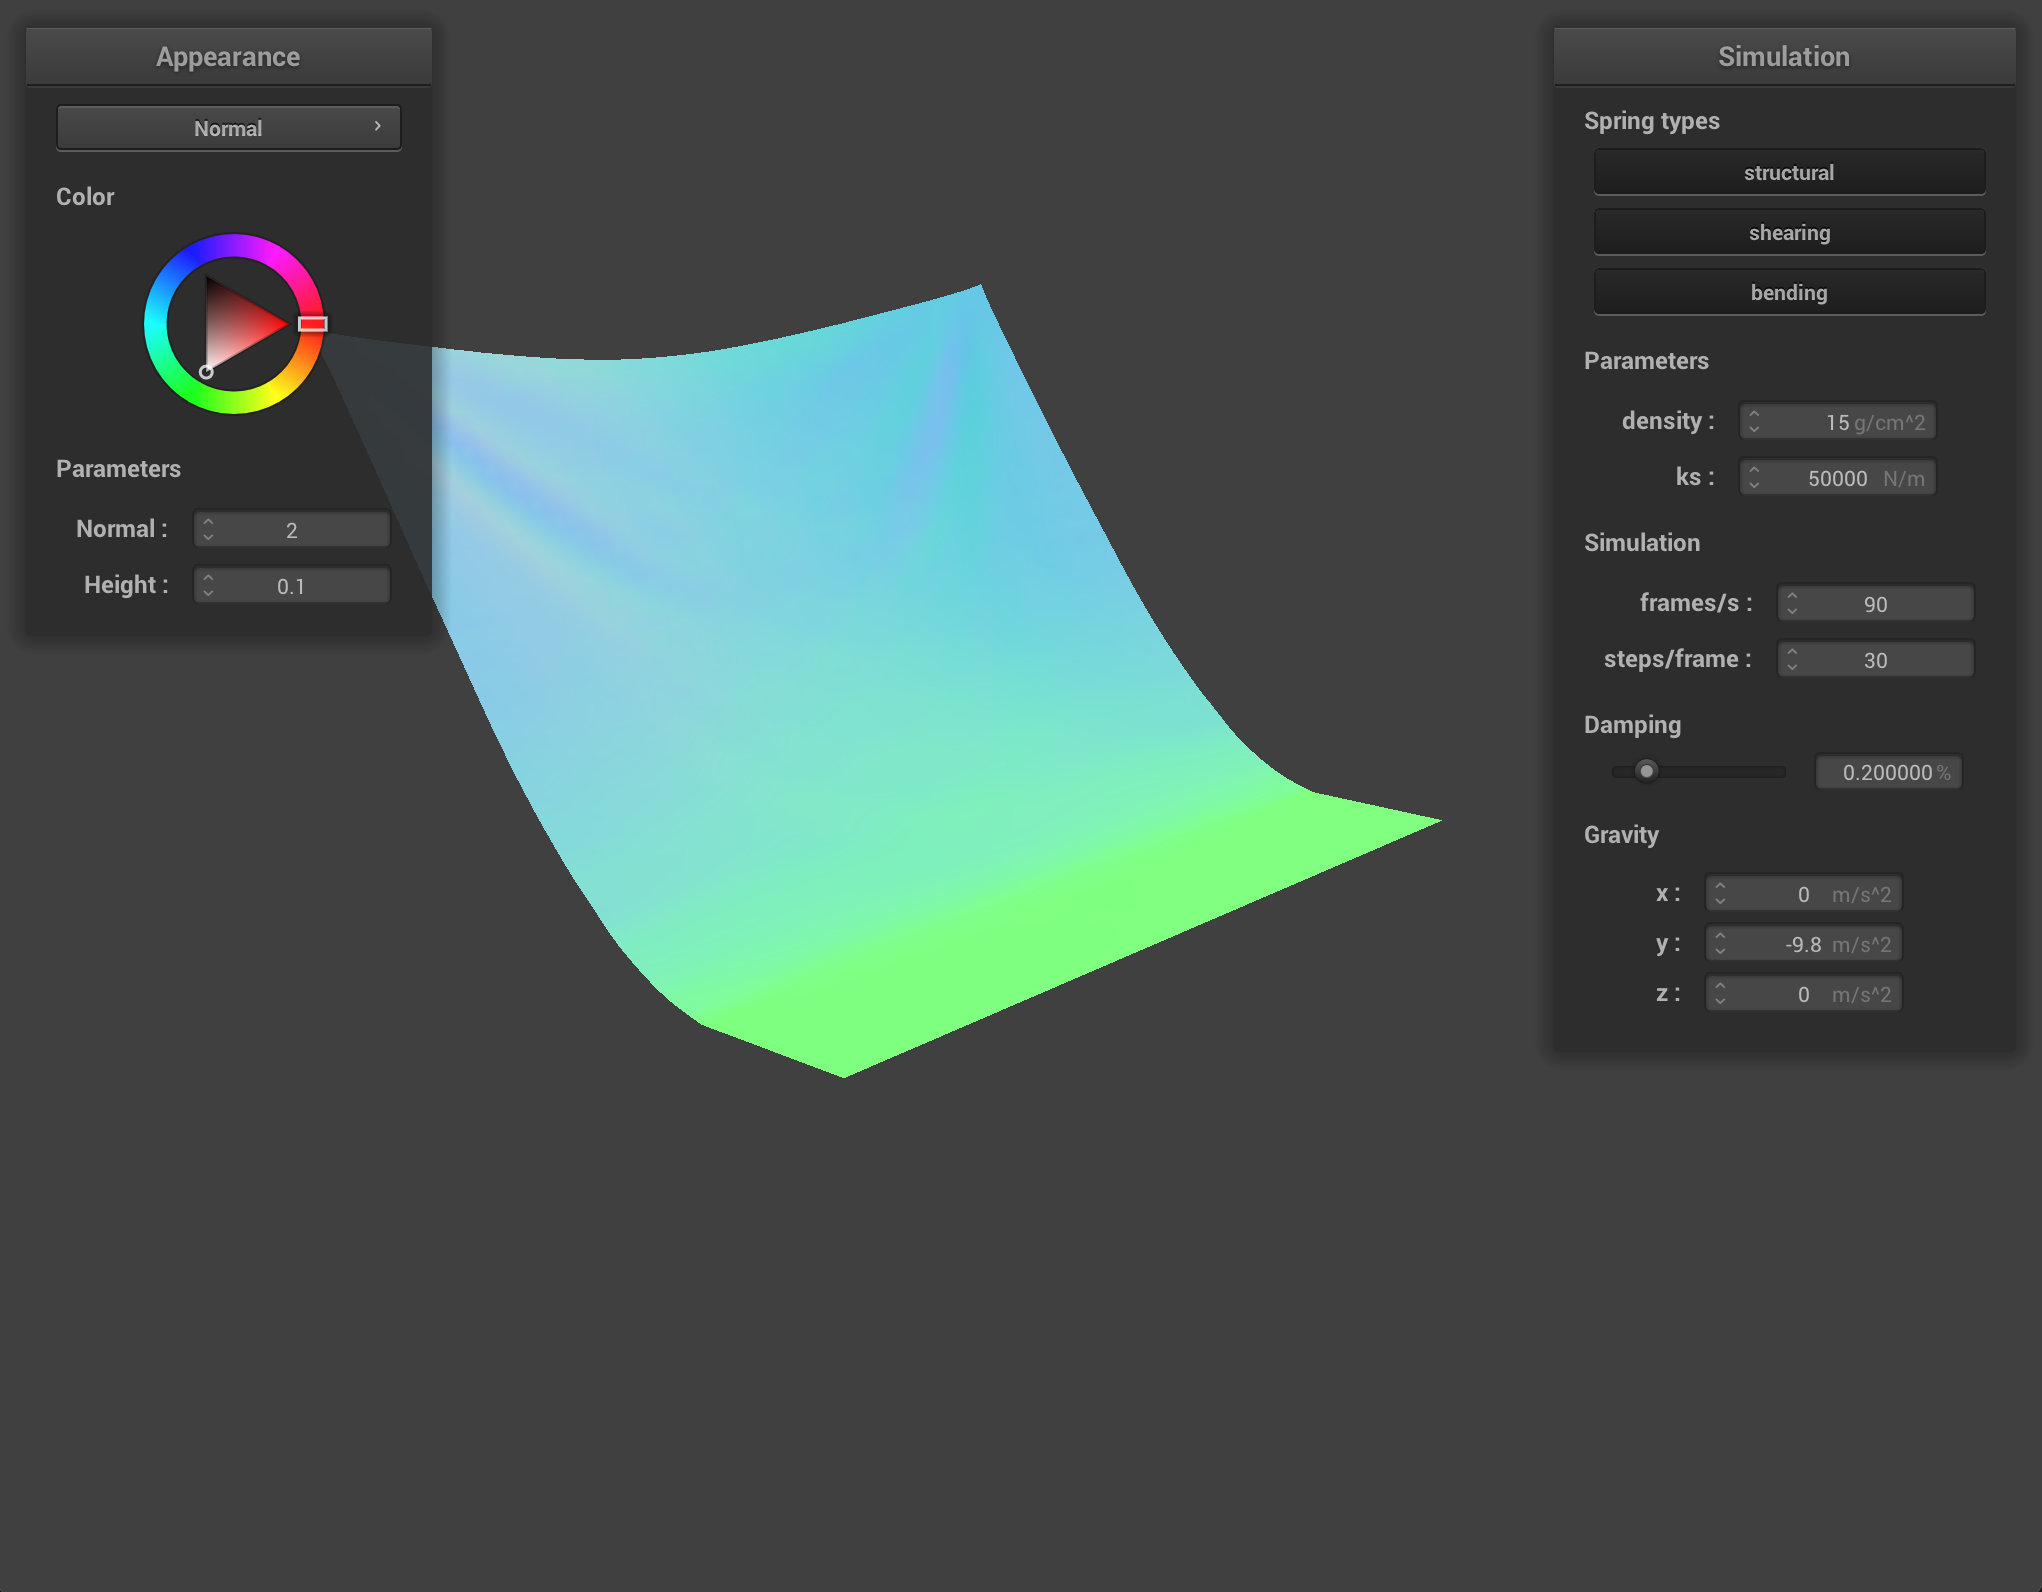 Appearance
Normal ›
Color
Parameters
Normal : 2
Height : 0.1
Simulation
Spring types
structural
shearing
bending
Parameters
density : 15 g/cm^2
ks : 50000 N/m
Simulation
frames/s : 90
steps/frame : 30
Damping
0.200000 %
Gravity
x : 0 m/s^2
y : -9.8 m/s^2
z : 0 m/s^2